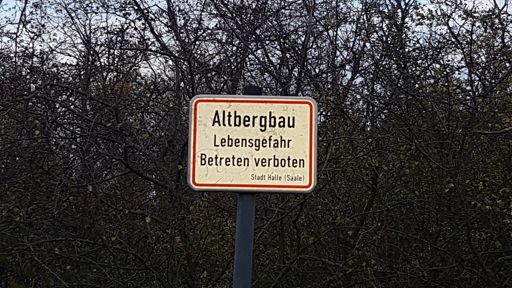 Altbergbau
Lebensgefahr
Betreten verboten
Stadt Halle (Saale)